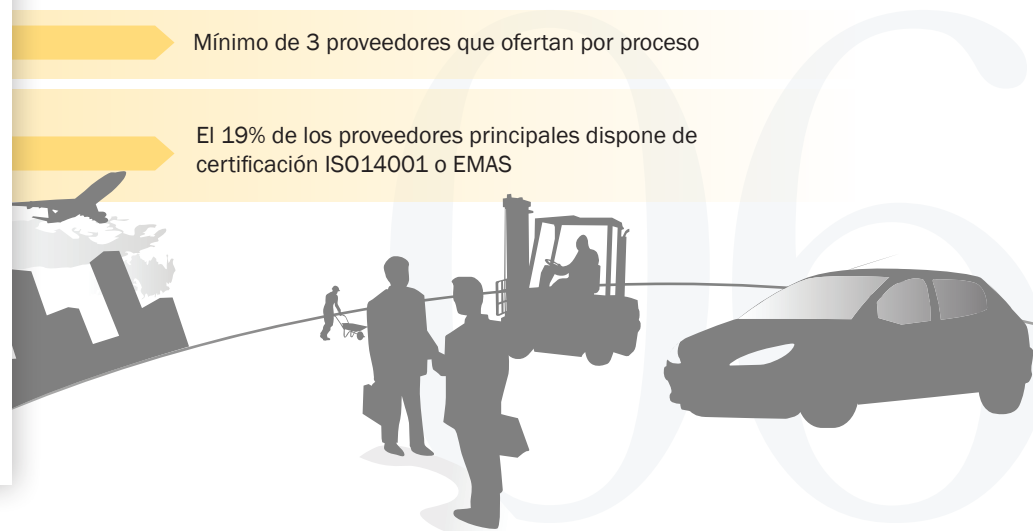 Mínimo de 3 proveedores que ofertan por proceso
El 19% de los proveedores principales dispone de
certificación ISO14001 o EMAS
06